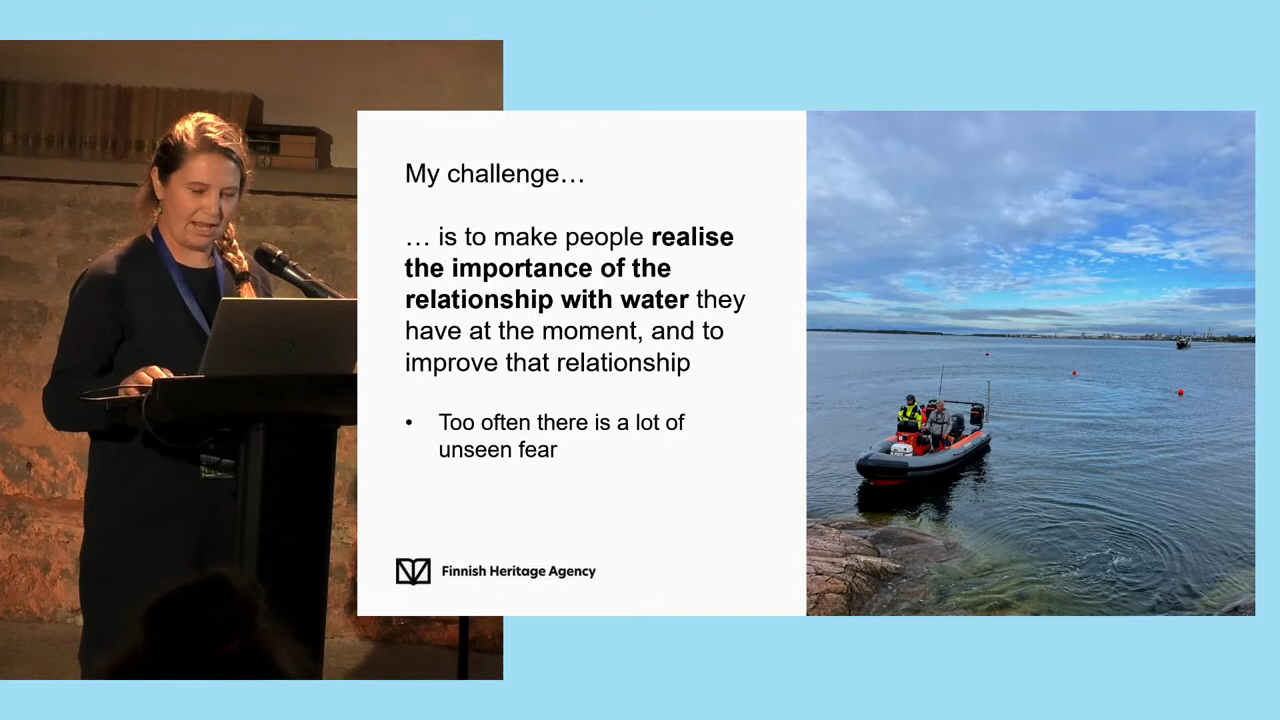 My challenge…
… is to make people realise
the importance of the
relationship with water they
have at the moment, and to
improve that relationship
• Too often there is a lot of
unseen fear
Finnish Heritage Agency